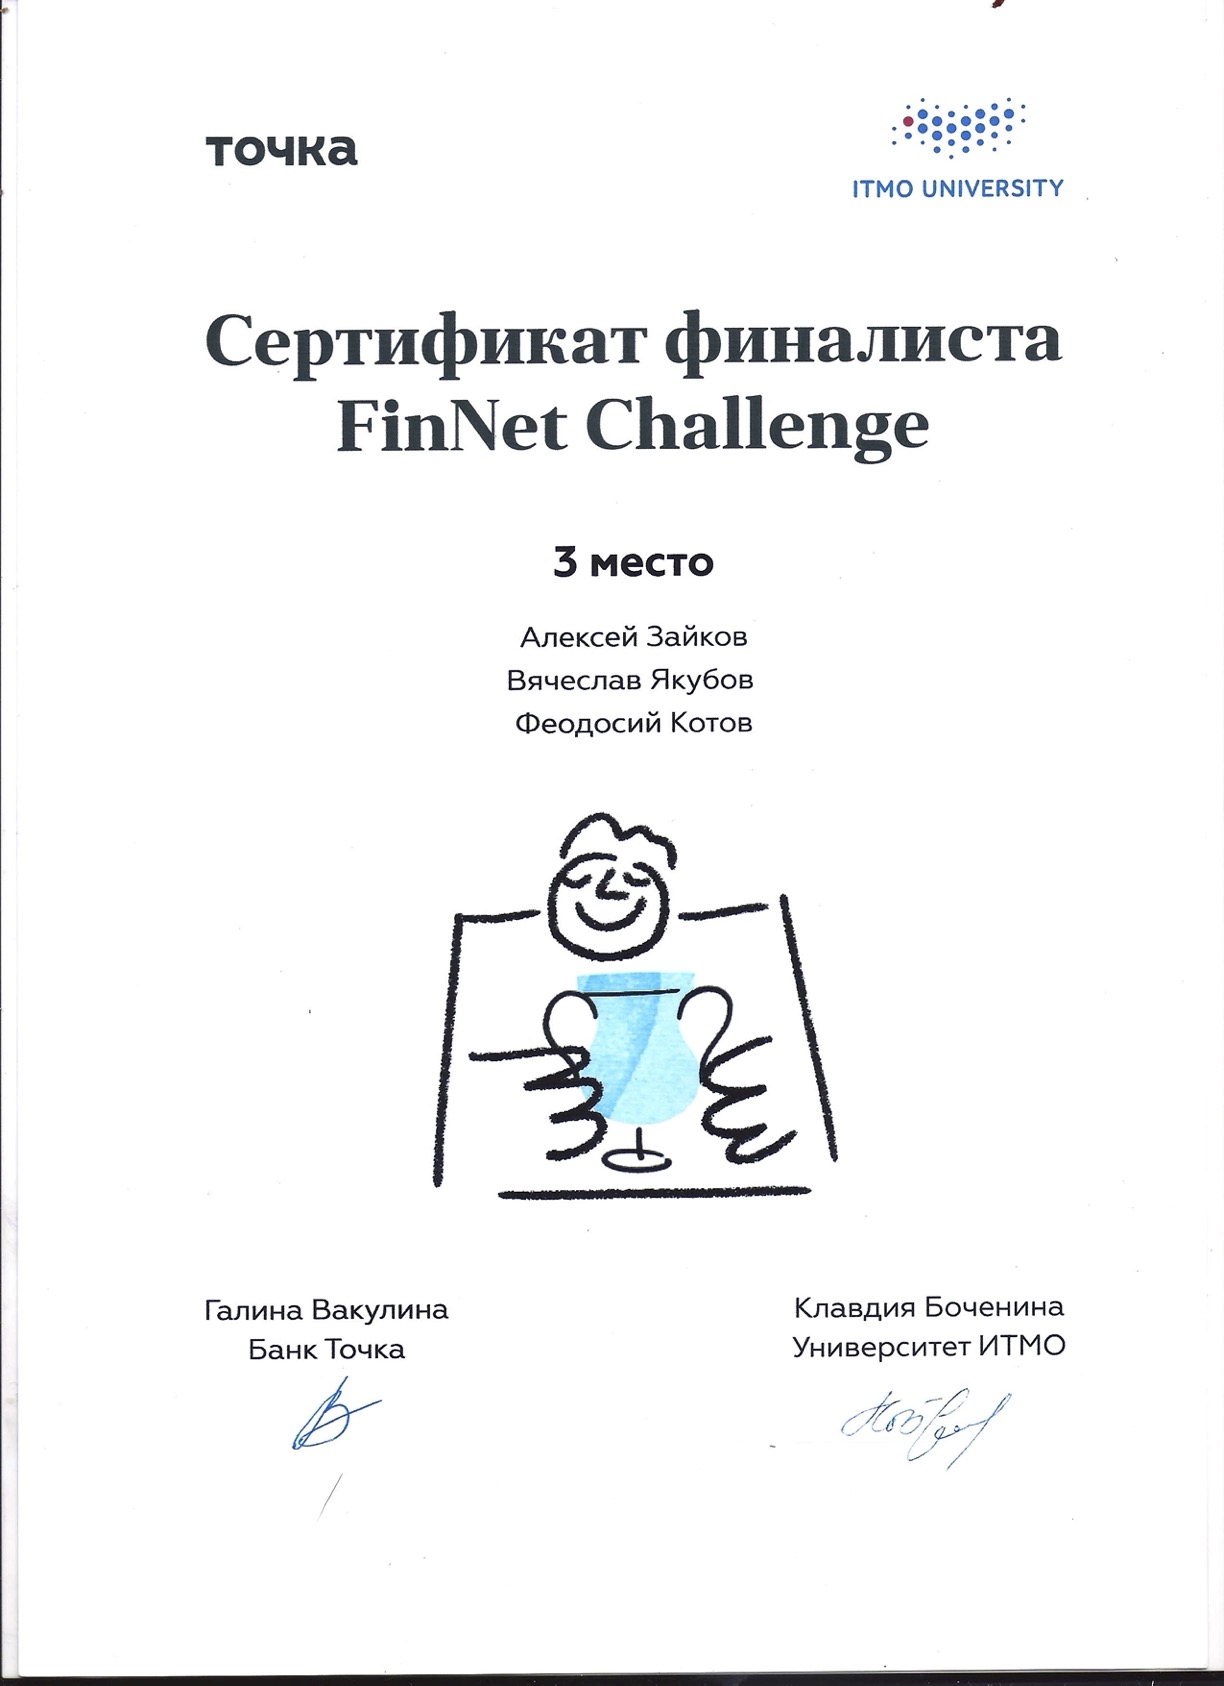 точка
ITMO UNIVERSITY
Сертификат финалиста
FinNet Challenge
3 место
Алексей Зайков
Вячеслав Якубов
Феодосий Котов
Галина Вакулина
Банк Точка
Клавдия Боченина
Университет ИТМО